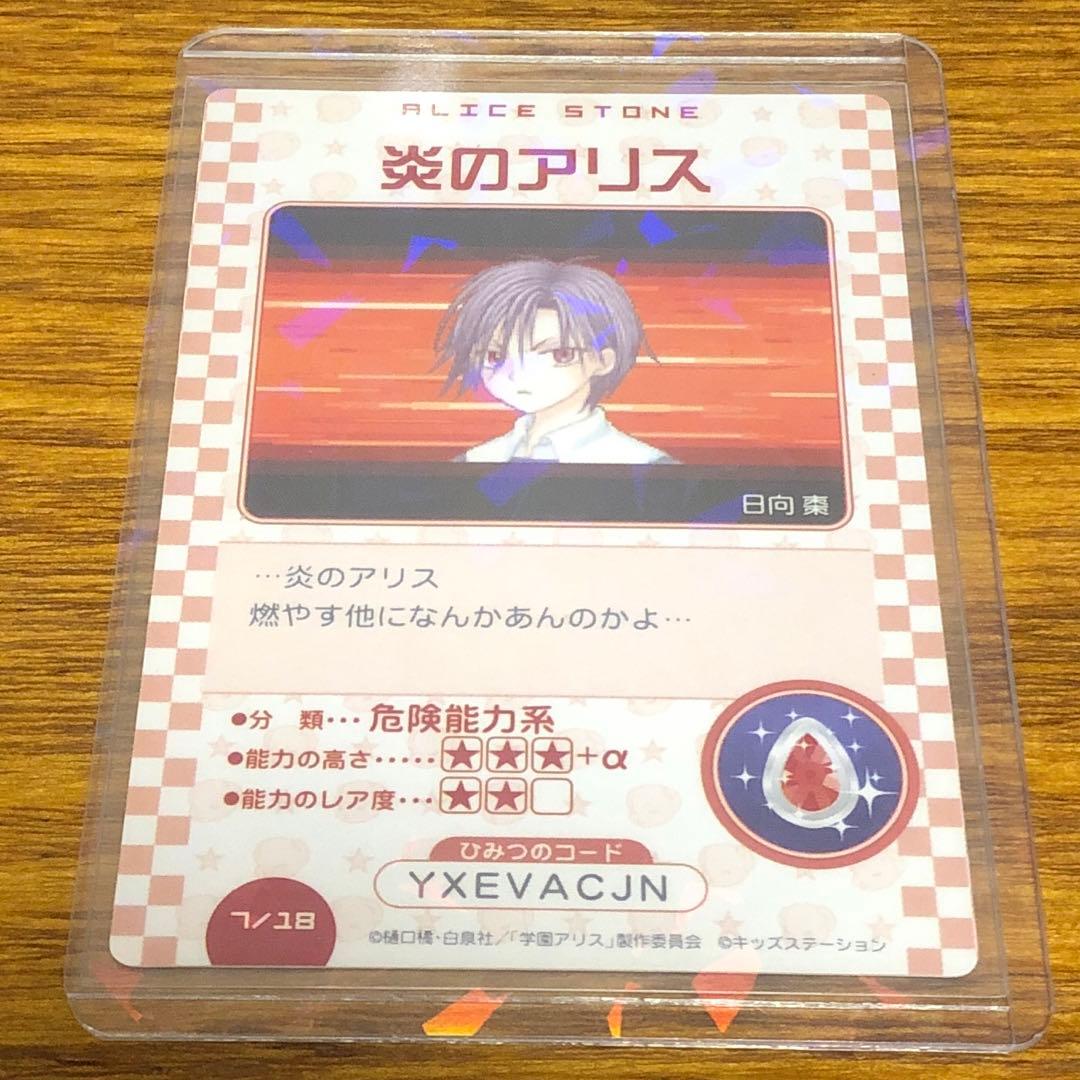 ALICE STONE
炎のアリス
日向 棗
…炎のアリス
燃やす他になんかあんのかよ…
●分　類…危険能力系
●能力の高さ‥‥‥★★★+α
●能力のレア度…★★
ひみつのコード
YXEVACJN
7/18
©樋口橘・白泉社/「学園アリス」製作委員会　©キッズステーション